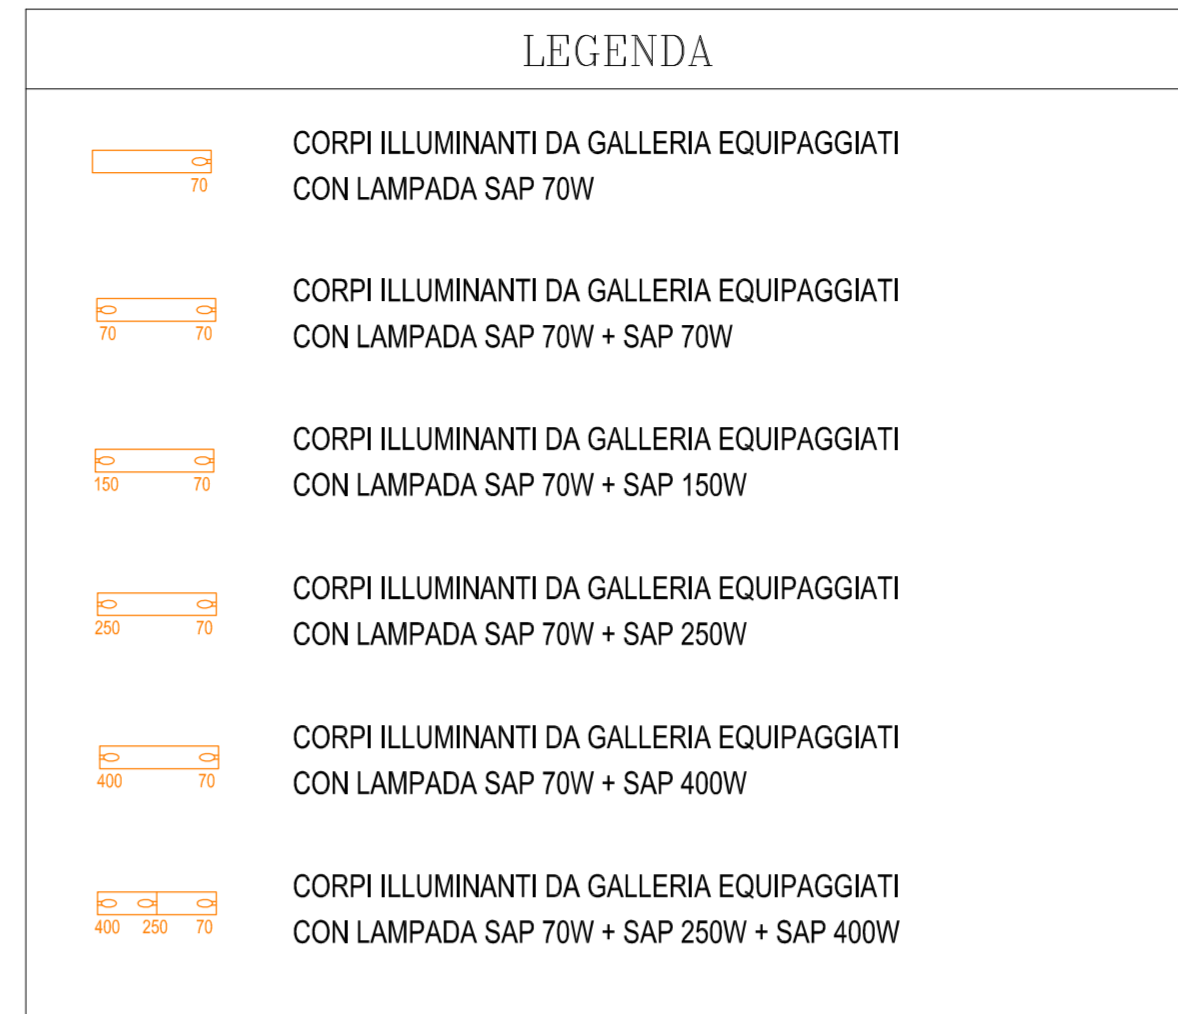 LEGENDA
CORPI ILLUMINANTI DA GALLERIA EQUIPAGGIATI
CON LAMPADA SAP 70W
70
CORPI ILLUMINANTI DA GALLERIA EQUIPAGGIATI
CON LAMPADA SAP 70W + SAP 70W
70 70
CORPI ILLUMINANTI DA GALLERIA EQUIPAGGIATI
CON LAMPADA SAP 70W + SAP 150W
150 70
CORPI ILLUMINANTI DA GALLERIA EQUIPAGGIATI
CON LAMPADA SAP 70W + SAP 250W
250 70
CORPI ILLUMINANTI DA GALLERIA EQUIPAGGIATI
CON LAMPADA SAP 70W + SAP 400W
400 70
CORPI ILLUMINANTI DA GALLERIA EQUIPAGGIATI
CON LAMPADA SAP 70W + SAP 250W + SAP 400W
400 250 70